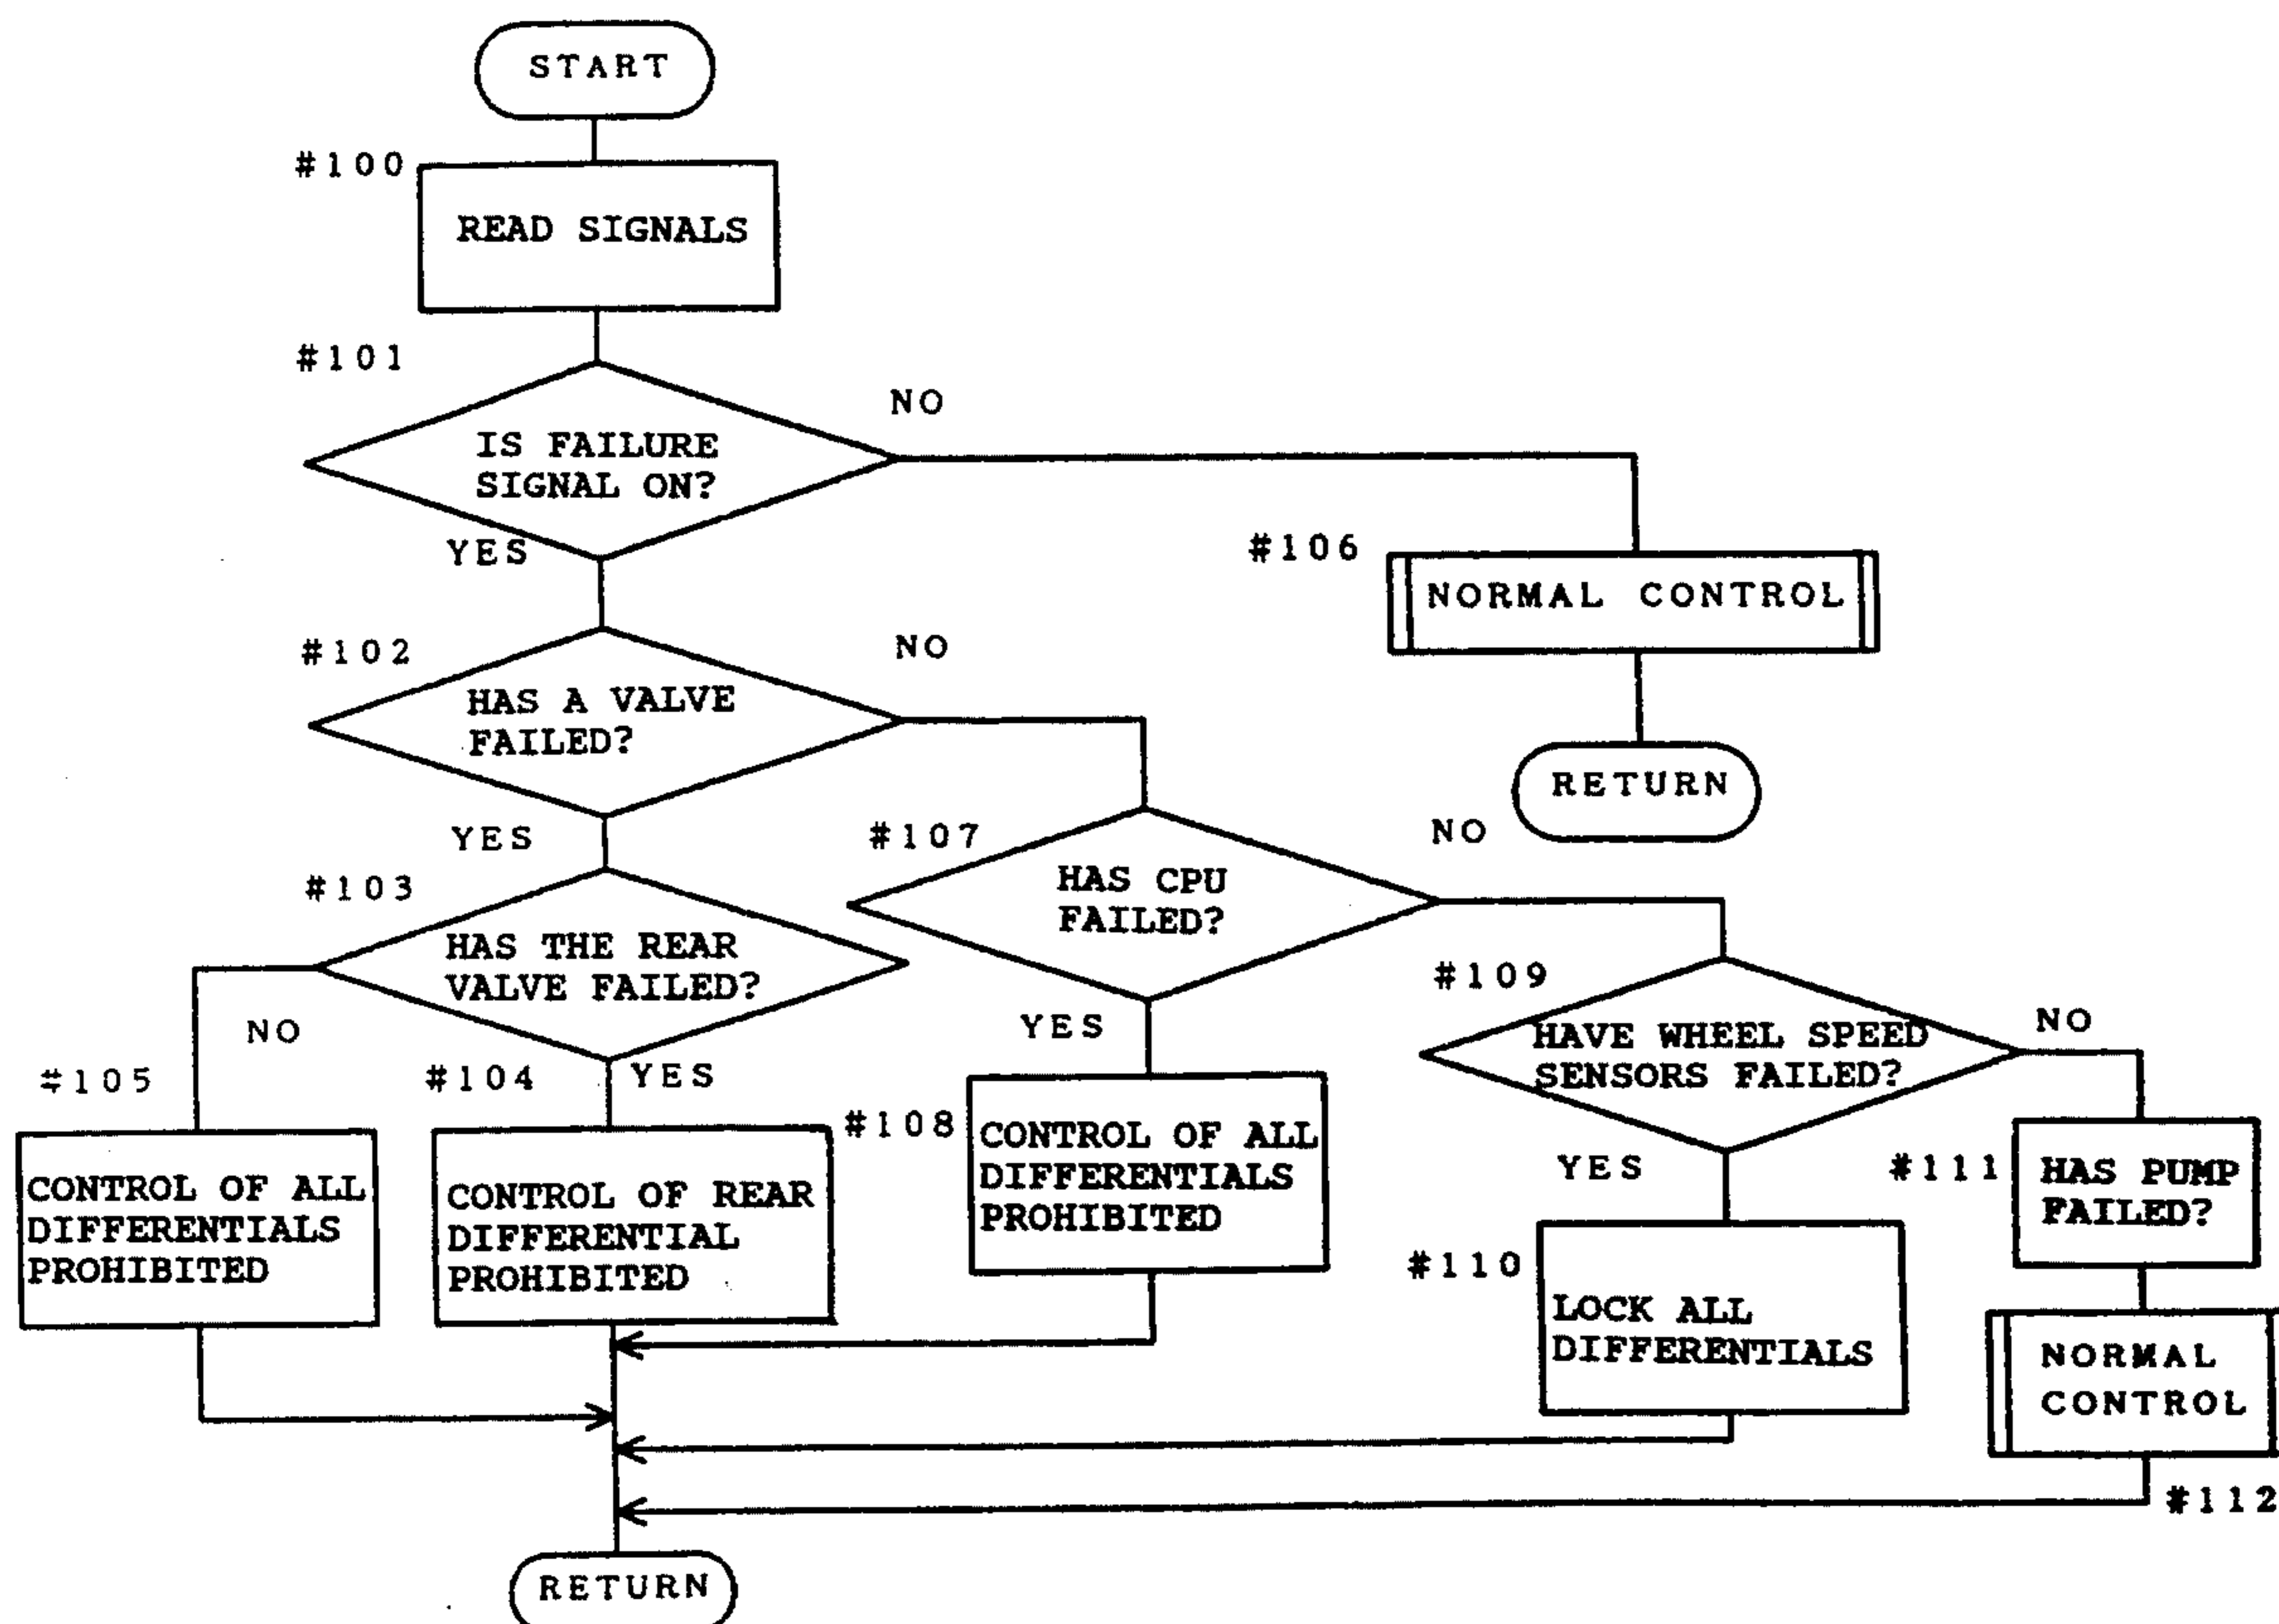 START
#100
READ SIGNALS
#101
NO
IS FAILURE
SIGNAL ON?
YES
#106
NORMAL CONTROL
RETURN
#102
NO
HAS A VALVE
FAILED?
YES
#103
HAS THE REAR
VALVE FAILED?
NO
YES
#105
CONTROL OF ALL
DIFFERENTIALS
PROHIBITED
#104
CONTROL OF REAR
DIFFERENTIAL
PROHIBITED
#107
NO
HAS CPU
FAILED?
YES
#108
CONTROL OF ALL
DIFFERENTIALS
PROHIBITED
#109
NO
HAVE WHEEL SPEED
SENSORS FAILED?
YES
#110
LOCK ALL
DIFFERENTIALS
#111
HAS PUMP
FAILED?
NORMAL
CONTROL
#112
RETURN